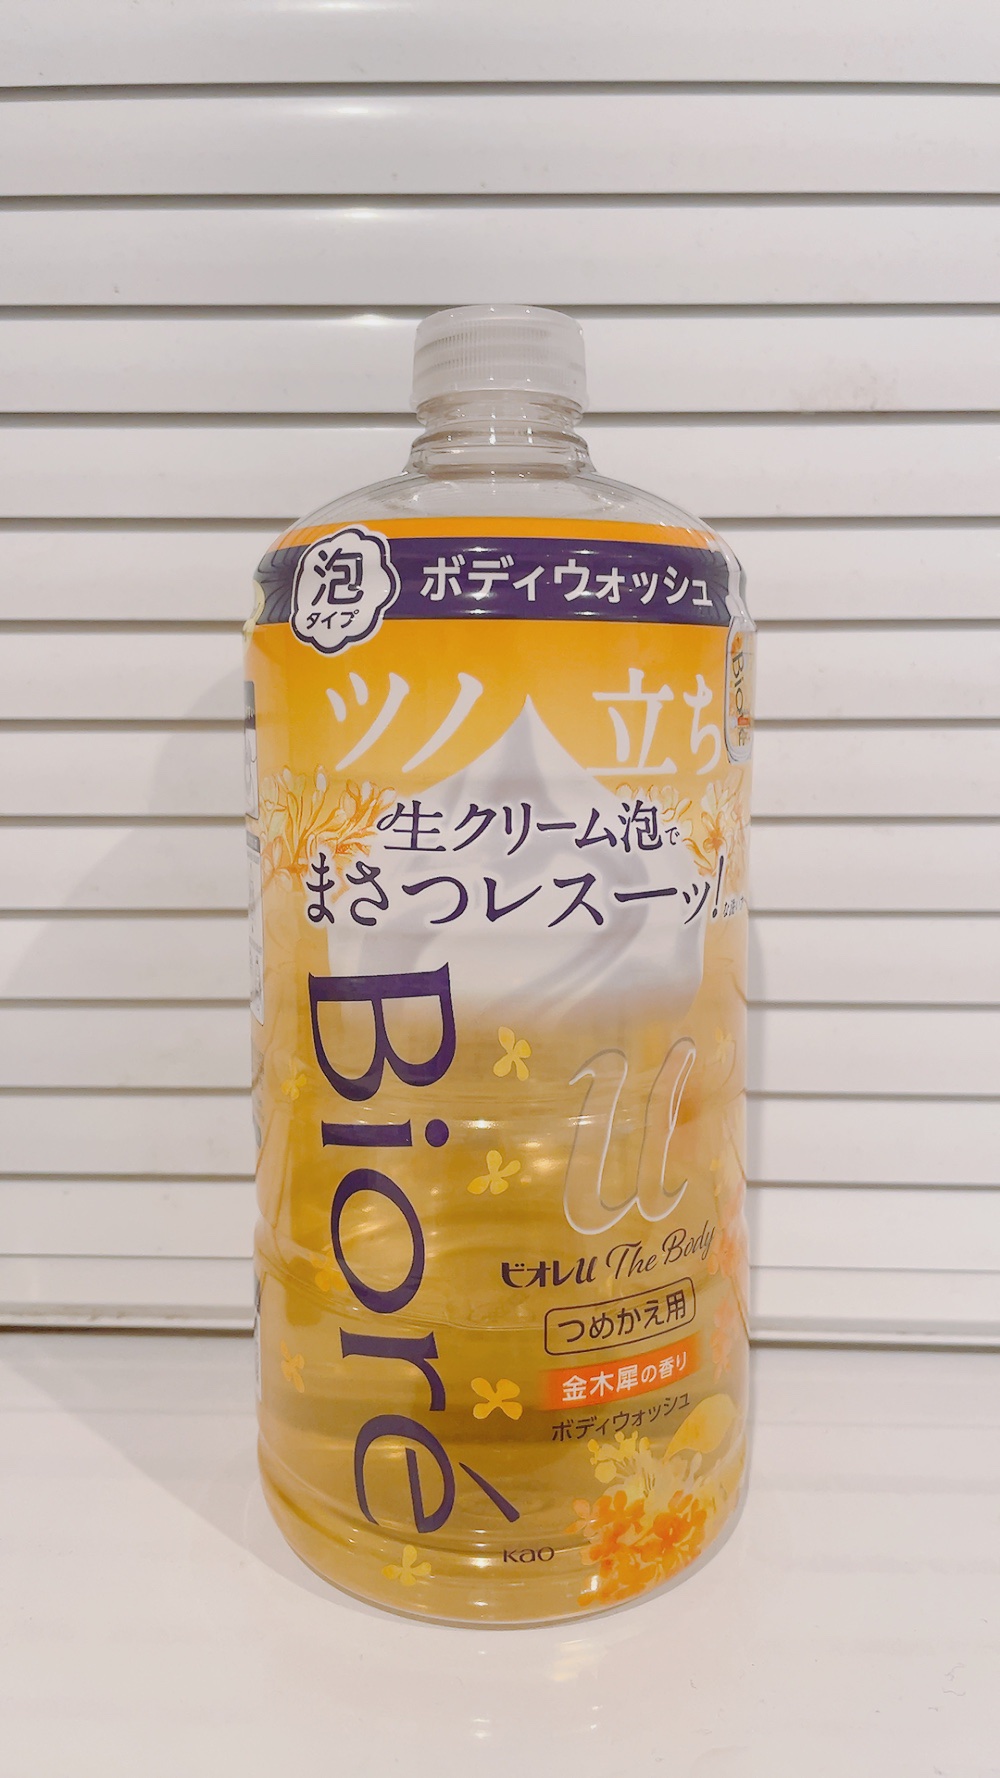 泡
タイプ
ボディウォッシュ
ツノ立ち
生クリーム泡で
まさつレスーッ!
Bioré
u
ビオレu The Body
つめかえ用
金木犀の香り
ボディウォッシュ
Kao
Bioré